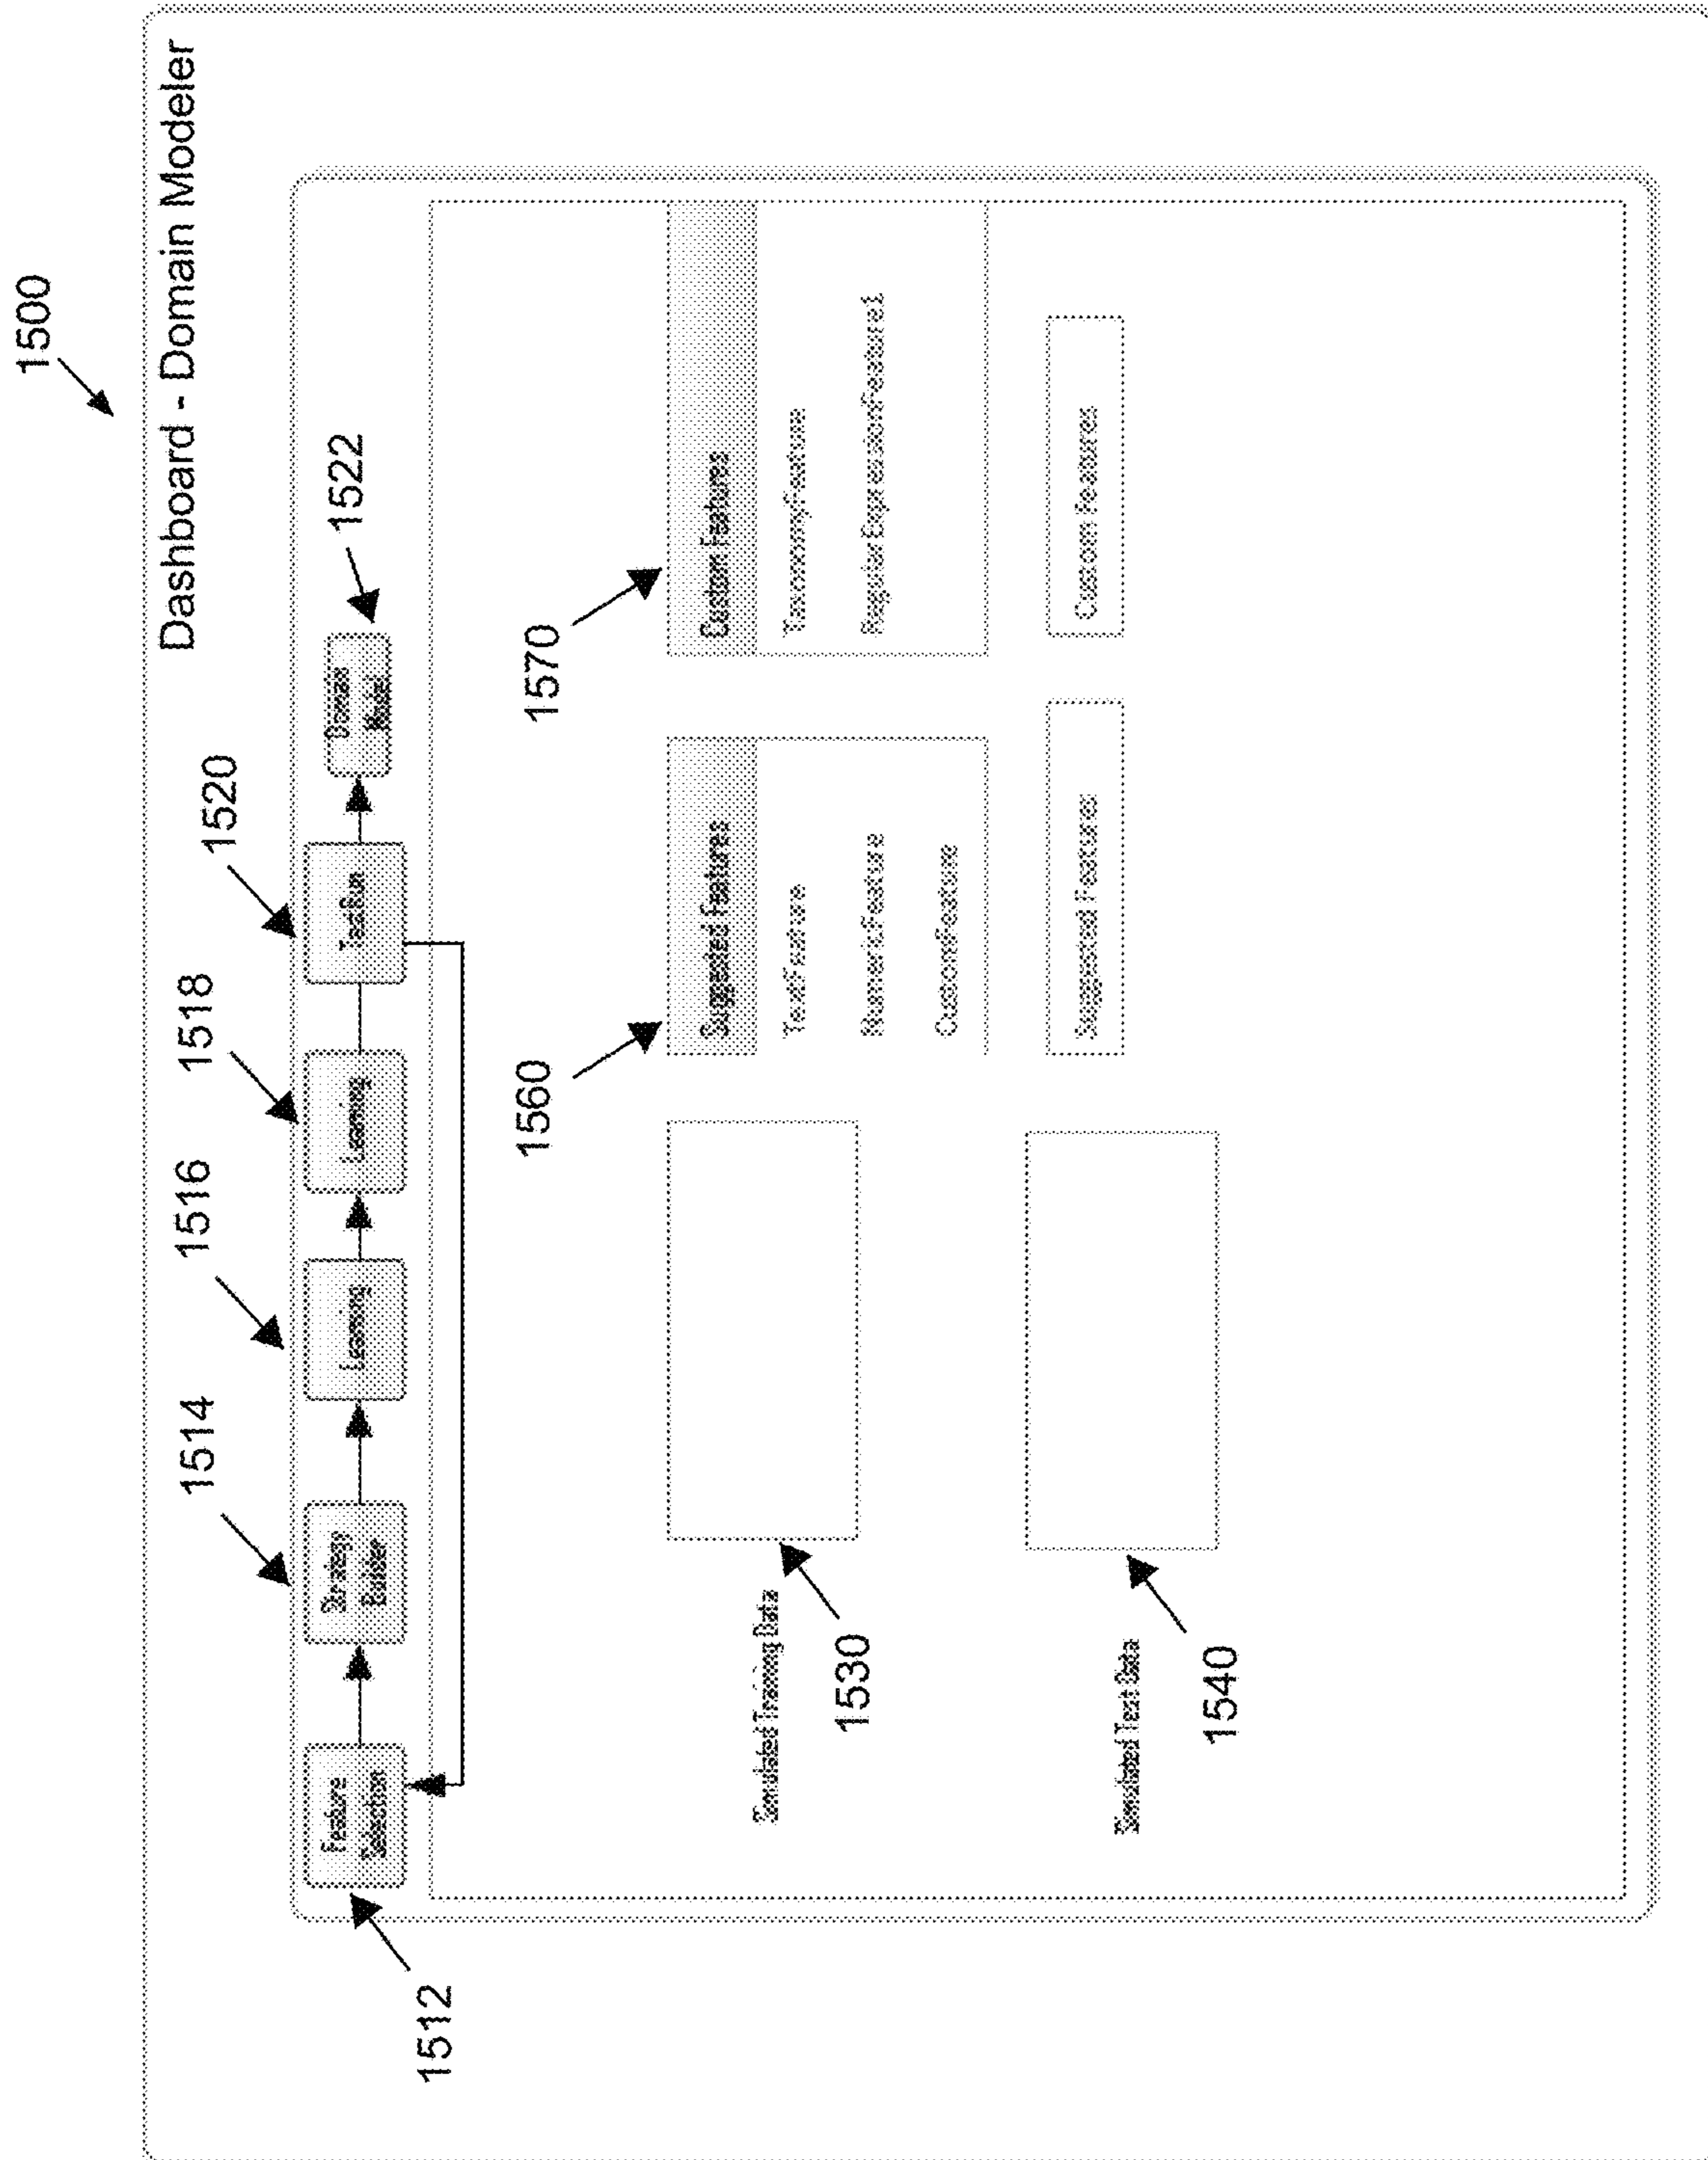 1500
Dashboard - Domain Modeler
1514
1516
1518
1520
1522
Feature
Selection
Strategy
Builder
Learning
Learning
Test Run
Domain
Model
1512
1560
1570
Simulated Training Data
1530
Suggested Features
TextFeature
NumericFeature
CustomFeature
Custom Features
TaxonomyFeature
RegularExpressionFeature1
Simulated Test Data
1540
Suggested Features
Custom Features